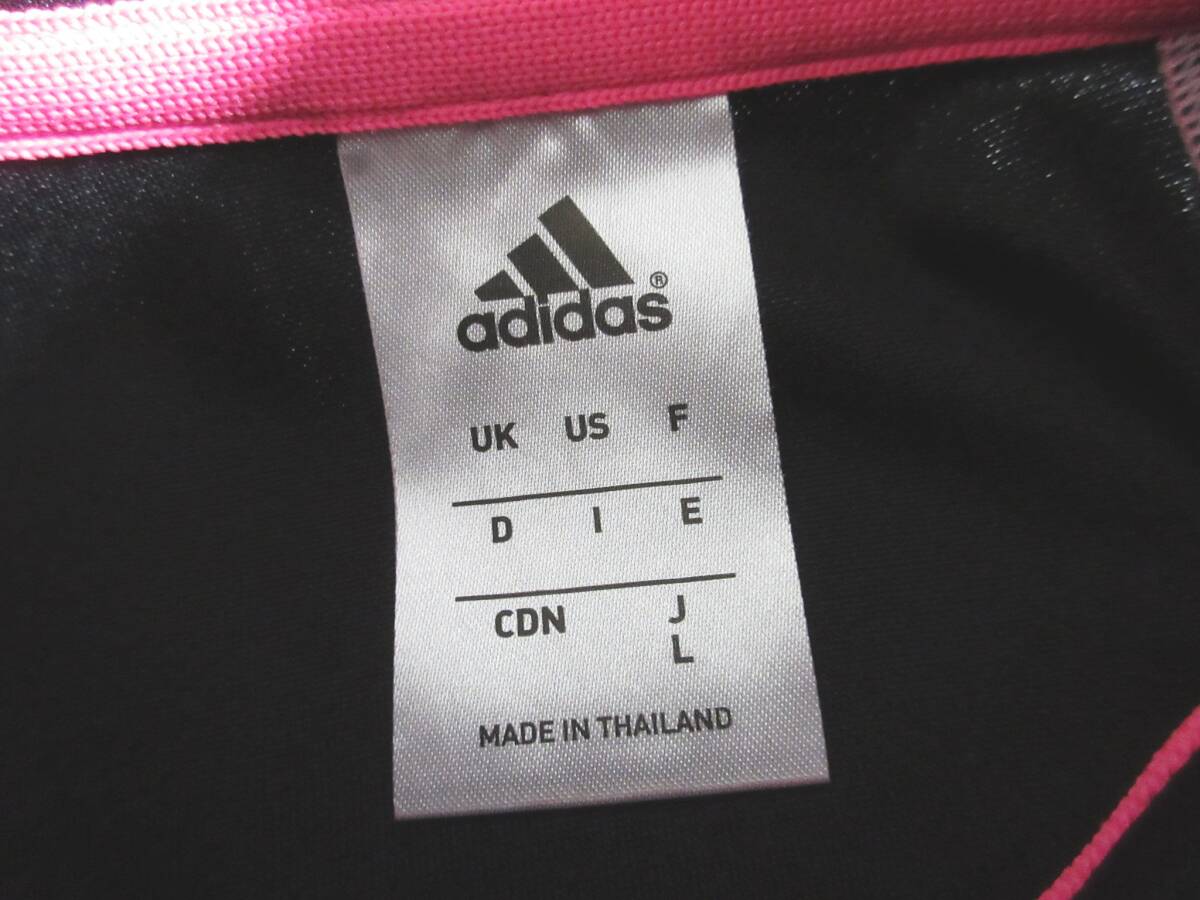 adidas®
UK US F
D I E
CDN J
L
MADE IN THAILAND